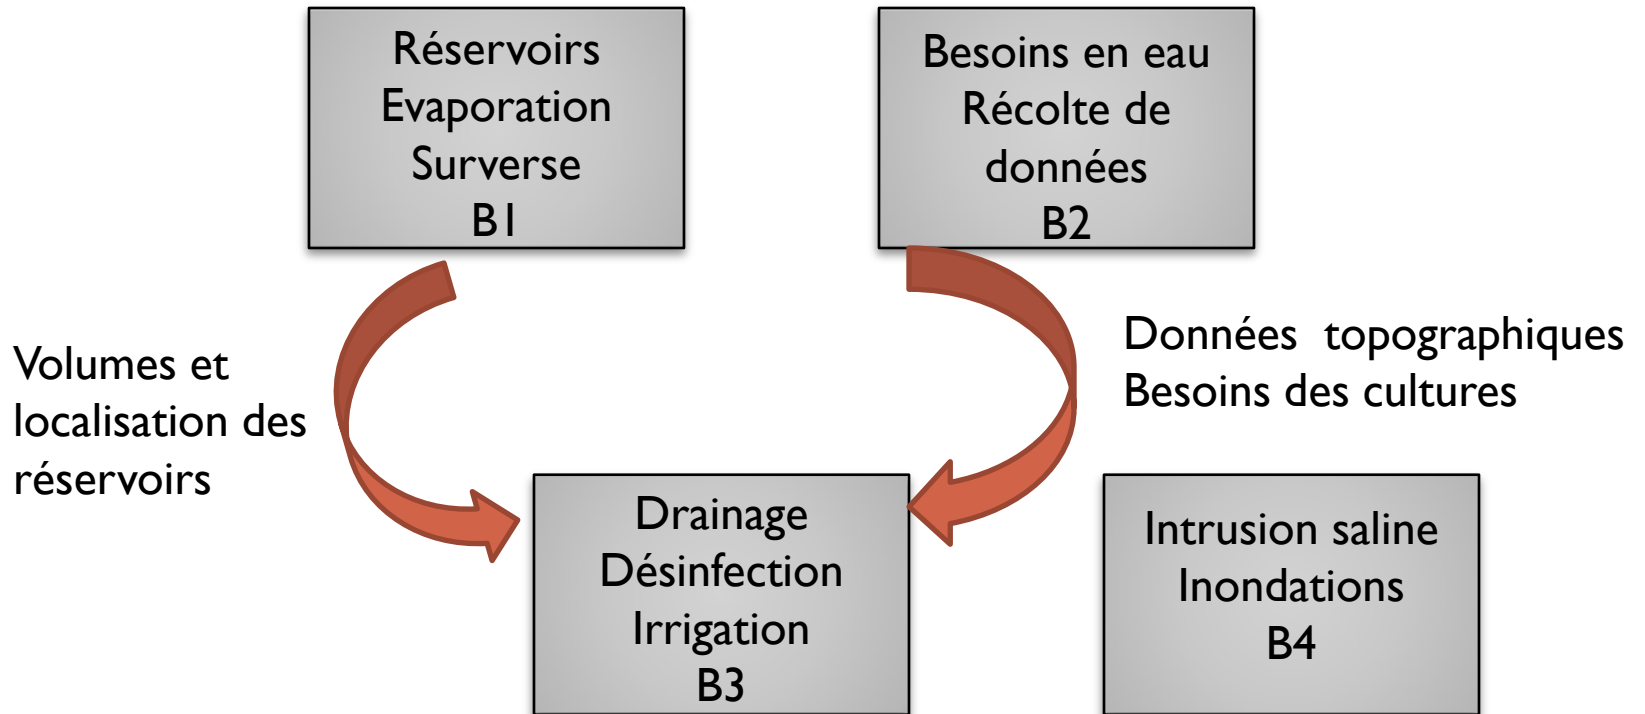 Réservoirs
Evaporation
Surverse
B1
Besoins en eau
Récolte de
données
B2
Volumes et
localisation des
réservoirs
Données topographiques
Besoins des cultures
Drainage
Désinfection
Irrigation
B3
Intrusion saline
Inondations
B4